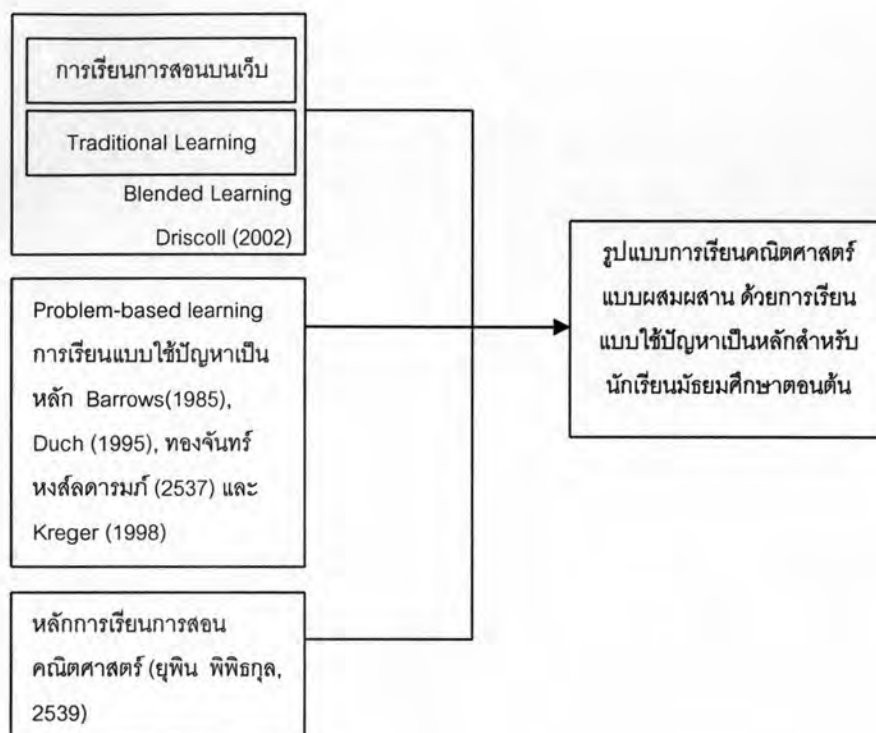 การเรียนการสอนบนเว็บ
Traditional Learning
Blended Learning
Driscoll (2002)
Problem-based learning
การเรียนแบบใช้ปัญหาเป็น
หลัก Barrows(1985),
Duch (1995), ทองจันทร์
หงส์ลดารมภ์ (2537) และ
Kreger (1998)
หลักการเรียนการสอน
คณิตศาสตร์ (ยุพิน พิพิธกุล,
2539)
รูปแบบการเรียนคณิตศาสตร์
แบบผสมผสาน ด้วยการเรียน
แบบใช้ปัญหาเป็นหลักสำหรับ
นักเรียนมัธยมศึกษาตอนต้น